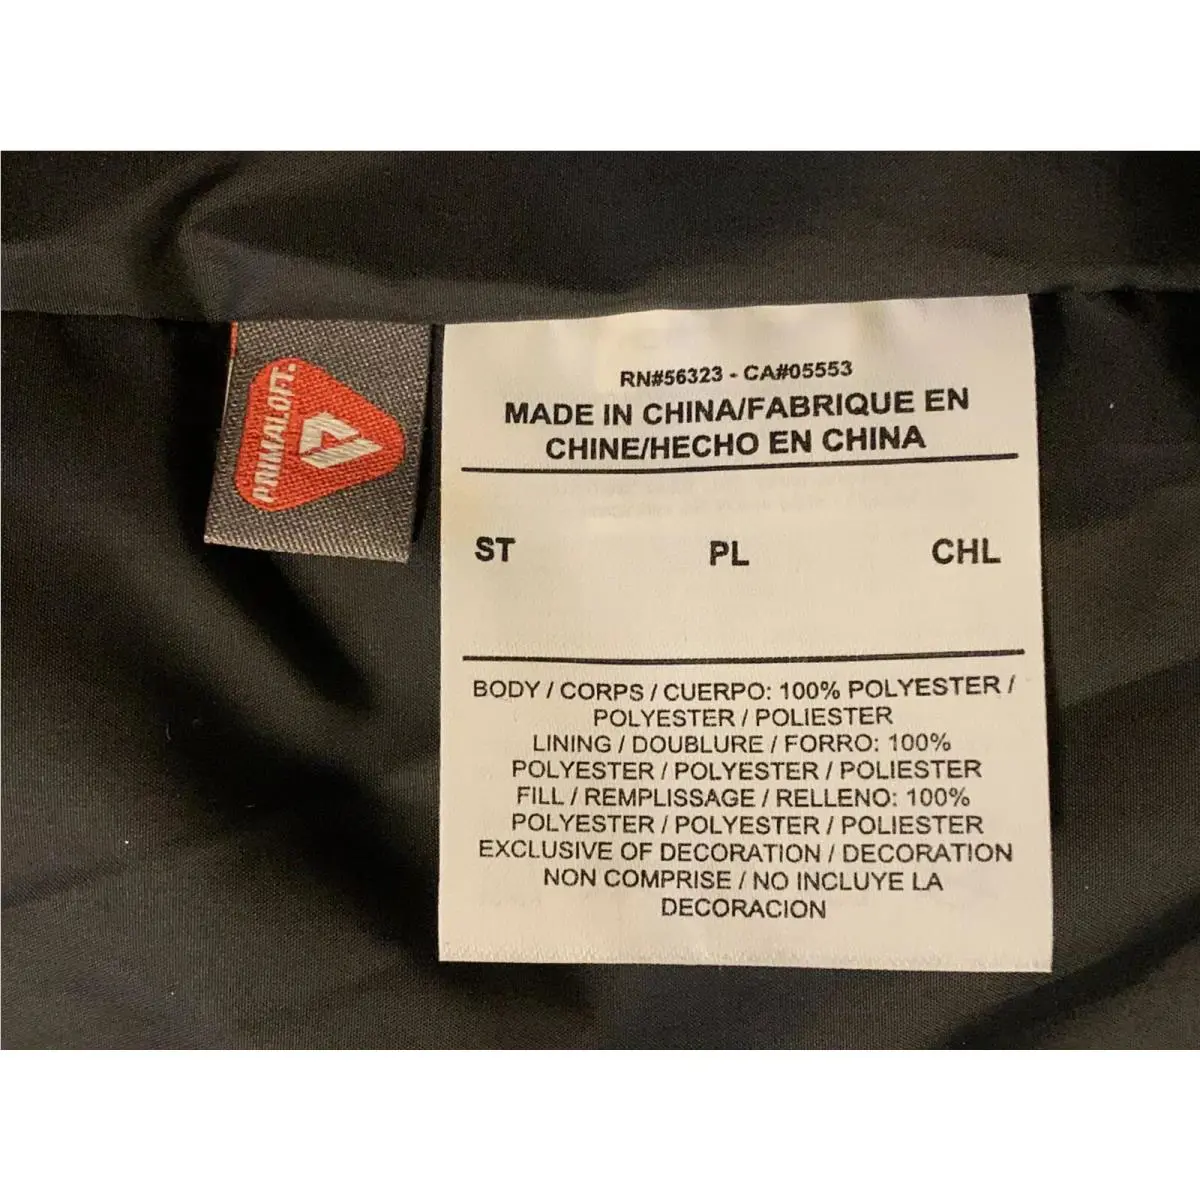 PRIMALOFT.
RN#56323 - CA#05553
MADE IN CHINA/FABRIQUE EN
CHINE/HECHO EN CHINA
ST PL CHL
BODY / CORPS / CUERPO: 100% POLYESTER /
POLYESTER / POLIESTER
LINING / DOUBLURE / FORRO: 100%
POLYESTER / POLYESTER / POLIESTER
FILL / REMPLISSAGE / RELLENO: 100%
POLYESTER / POLYESTER / POLIESTER
EXCLUSIVE OF DECORATION / DECORATION
NON COMPRISE / NO INCLUYE LA
DECORACION